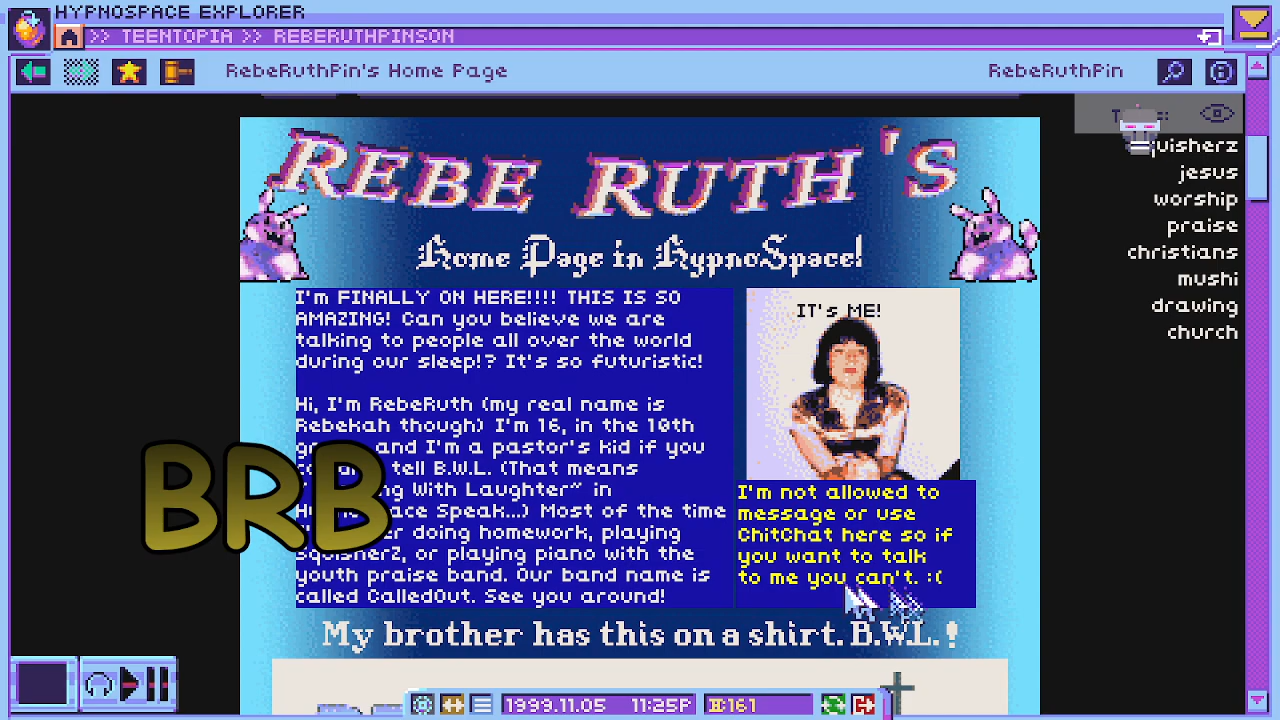 HYPNOSPACE EXPLORER
>> TEENTOPIA >> REBERUTHPINSON
RebeRuthPin's Home Page
RebeRuthPin
REBE RUTH'S
Home Page in HypnoSpace!
uisherz
jesus
worship
praise
christians
mushi
drawing
church
I'm FINALLY ON HERE!!!! THIS IS SO
AMAZING! Can you believe we are
talking to people all over the world
during our sleep!? It's so futuristic!
Hi, I'm RebeRuth (my real name is
Rebekah though) I'm 16, in the 10th
and I'm a pastor's kid if you
tell B.W.L. (That means
ng With Laughter~ in
ace Speak...) Most of the time
r doing homework, playing
SquisherZ, or playing piano with the
youth praise band. Our band name is
called CalledOut. See you around!
IT's ME!
I'm not allowed to
message or use
ChitChat here so if
you want to talk
to me you can't. :(
BRB
My brother has this on a shirt. B.W.L. !
1999.11.05 11:25P
161